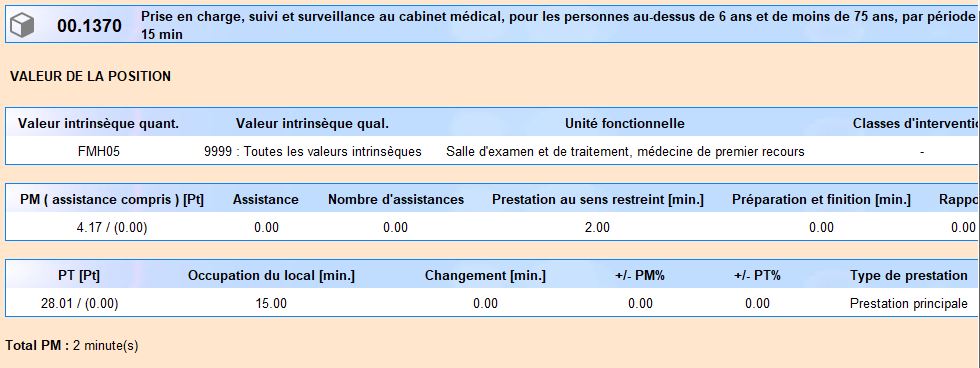 00.1370 Prise en charge, suivi et surveillance au cabinet médical, pour les personnes au-dessus de 6 ans et de moins de 75 ans, par période
15 min
VALEUR DE LA POSITION
Valeur intrinsèque quant. Valeur intrinsèque qual. Unité fonctionnelle Classes d'interventi
FMH05 9999 : Toutes les valeurs intrinsèques Salle d'examen et de traitement, médecine de premier recours -
PM ( assistance compris ) [Pt] Assistance Nombre d'assistances Prestation au sens restreint [min.] Préparation et finition [min.] Rappo
4.17 / (0.00) 0.00 0.00 2.00 0.00 0.00
PT [Pt] Occupation du local [min.] Changement [min.] +/- PM% +/- PT% Type de prestation
28.01 / (0.00) 15.00 0.00 0.00 0.00 Prestation principale
Total PM : 2 minute(s)